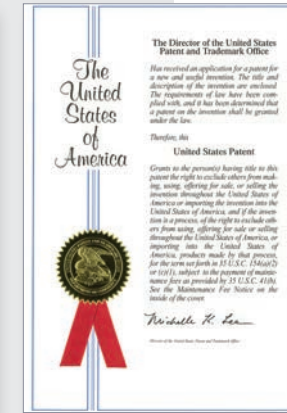 The
United
States
of
America
The Director of the United States
Patent and Trademark Office
Has received an application for a patent for
a new and useful invention. The title and
description of the invention are enclosed.
The requirements of law have been com-
plied with, and it has been determined that
a patent on the invention shall be granted
under the law.
Therefore, this
United States Patent
Grants to the person(s) having title to this
patent the right to exclude others from mak-
ing, using, offering for sale, or selling the
invention throughout the United States of
America or importing the invention into the
United States of America, and if the inven-
tion is a process, of the right to exclude oth-
ers from using, offering for sale or selling
throughout the United States of America, or
importing into the United States of
America, products made by that process,
for the term set forth in 35 U.S.C. 154(a)(2)
or (c)(1), subject to the payment of mainte-
nance fees as provided by 35 U.S.C. 41(b).
See the Maintenance Fee Notice on the
inside of the cover.
Michelle K. Lee
Director of the United States Patent and Trademark Office